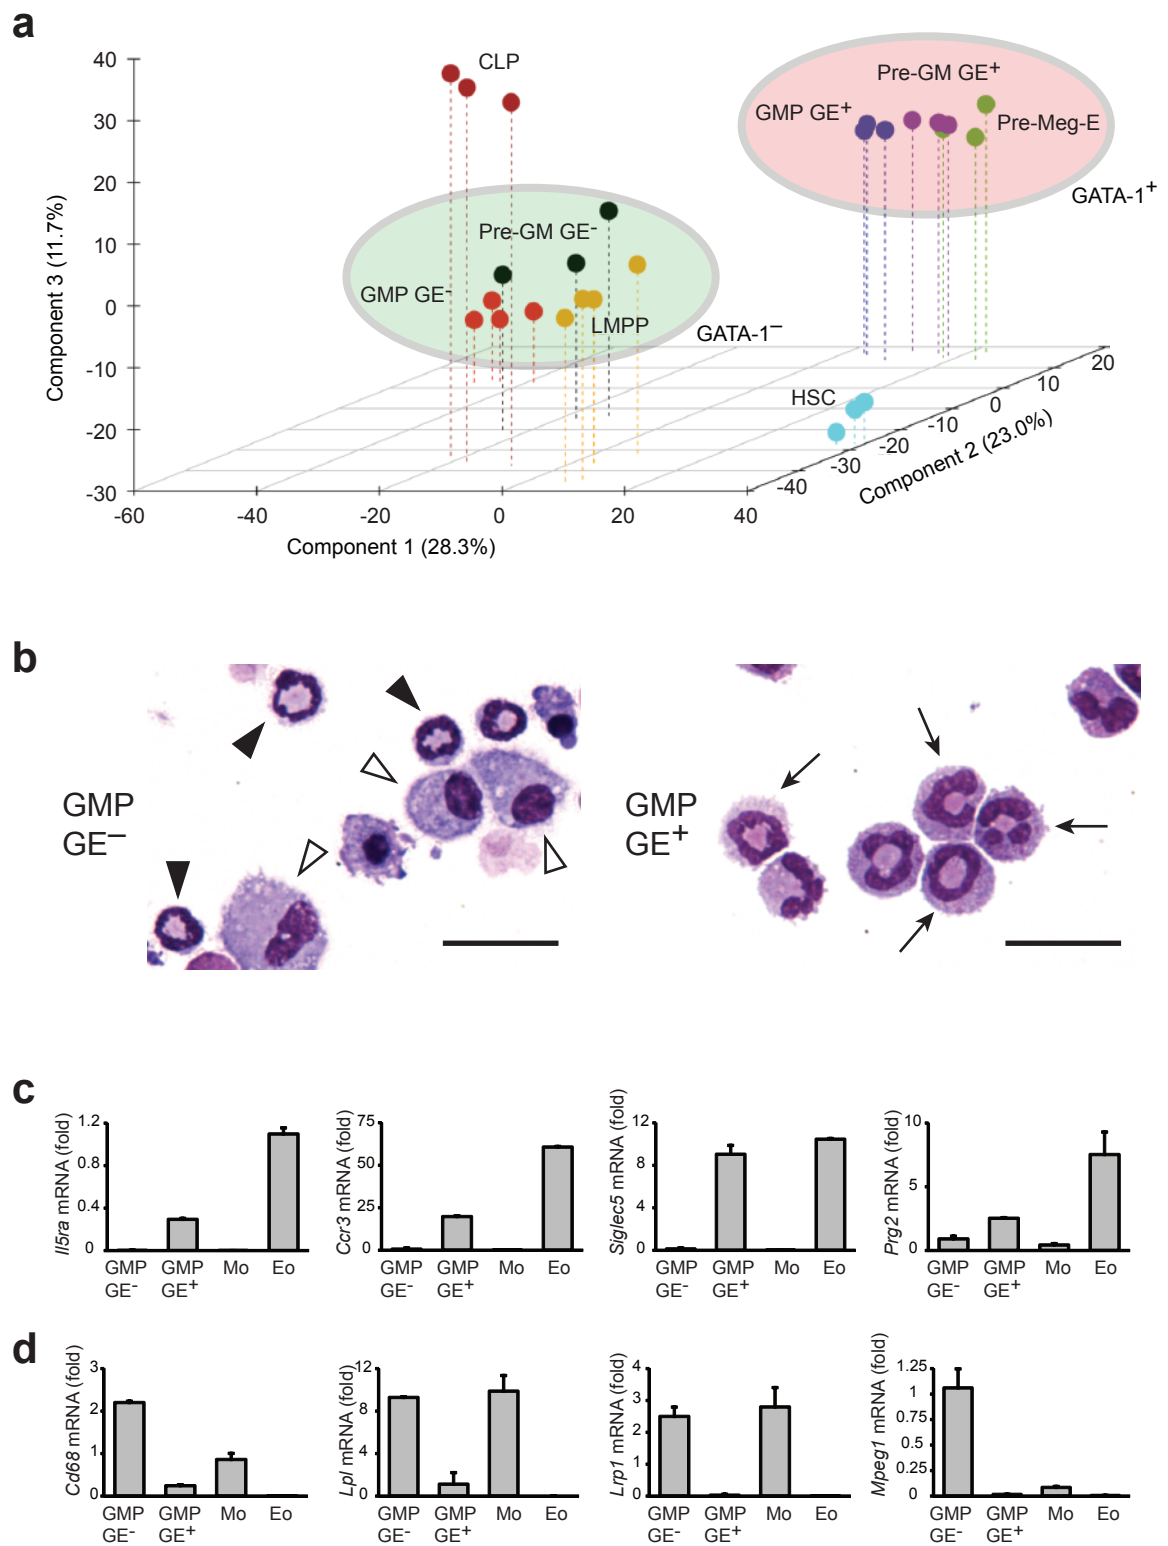 a
40
30
20
10
0
-10
-20
-30
Component 3 (11.7%)
-60
-40
-20
0
20
40
Component 1 (28.3%)
-40
-30
-20
-10
0
10
20
Component 2 (23.0%)
CLP
Pre-GM GE+
GMP GE+
Pre-Meg-E
GATA-1+
Pre-GM GE-
GMP GE-
LMPP
GATA-1–
HSC
b
GMP
GE–
GMP
GE+
c
Il5ra mRNA (fold)
1.2
0.8
0.4
0
GMP GMP Mo Eo
GE- GE+
Ccr3 mRNA (fold)
75
50
25
0
GMP GMP Mo Eo
GE- GE+
Siglec5 mRNA (fold)
12
8
4
0
GMP GMP Mo Eo
GE- GE+
Prg2 mRNA (fold)
10
5
0
GMP GMP Mo Eo
GE- GE+
d
Cd68 mRNA (fold)
3
2
1
0
GMP GMP Mo Eo
GE- GE+
Lpl mRNA (fold)
12
8
4
0
GMP GMP Mo Eo
GE- GE+
Lrp1 mRNA (fold)
4
3
2
1
0
GMP GMP Mo Eo
GE- GE+
Mpeg1 mRNA (fold)
1.25
1
0.75
0.5
0.25
0
GMP GMP Mo Eo
GE- GE+